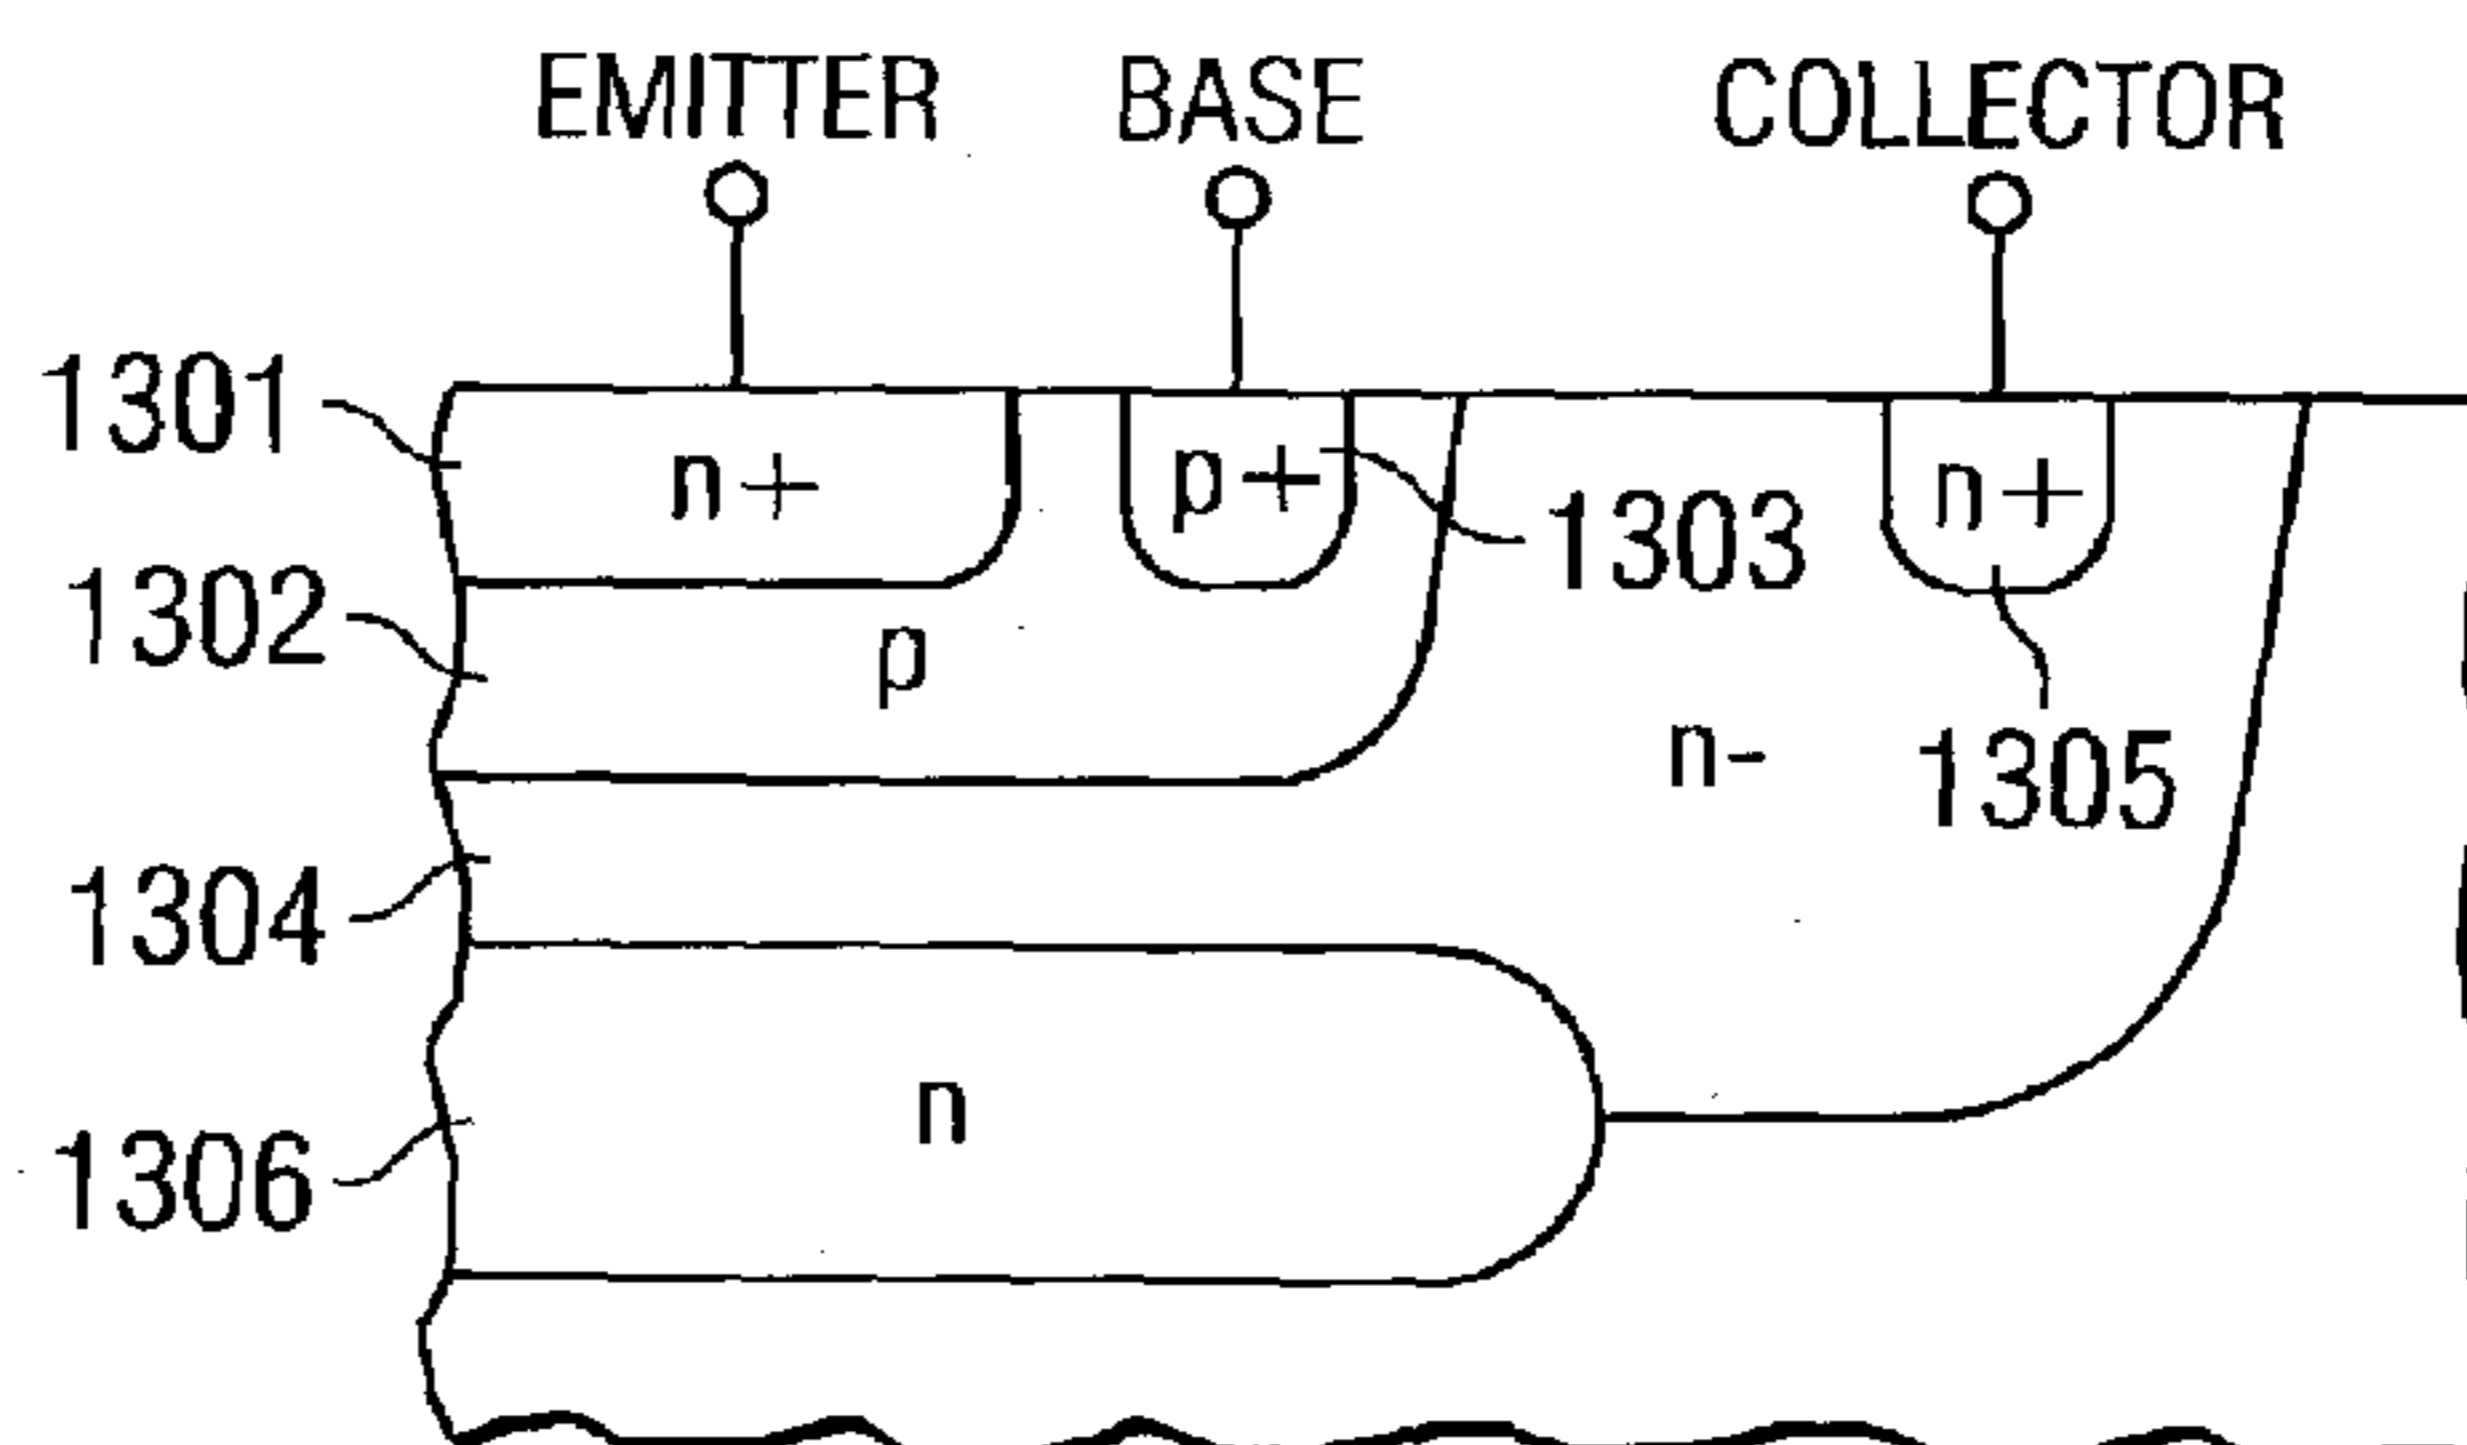 EMITTER BASE COLLECTOR
1301 n+ p+ n+
1303
1302 p
n- 1305
1304
n
1306